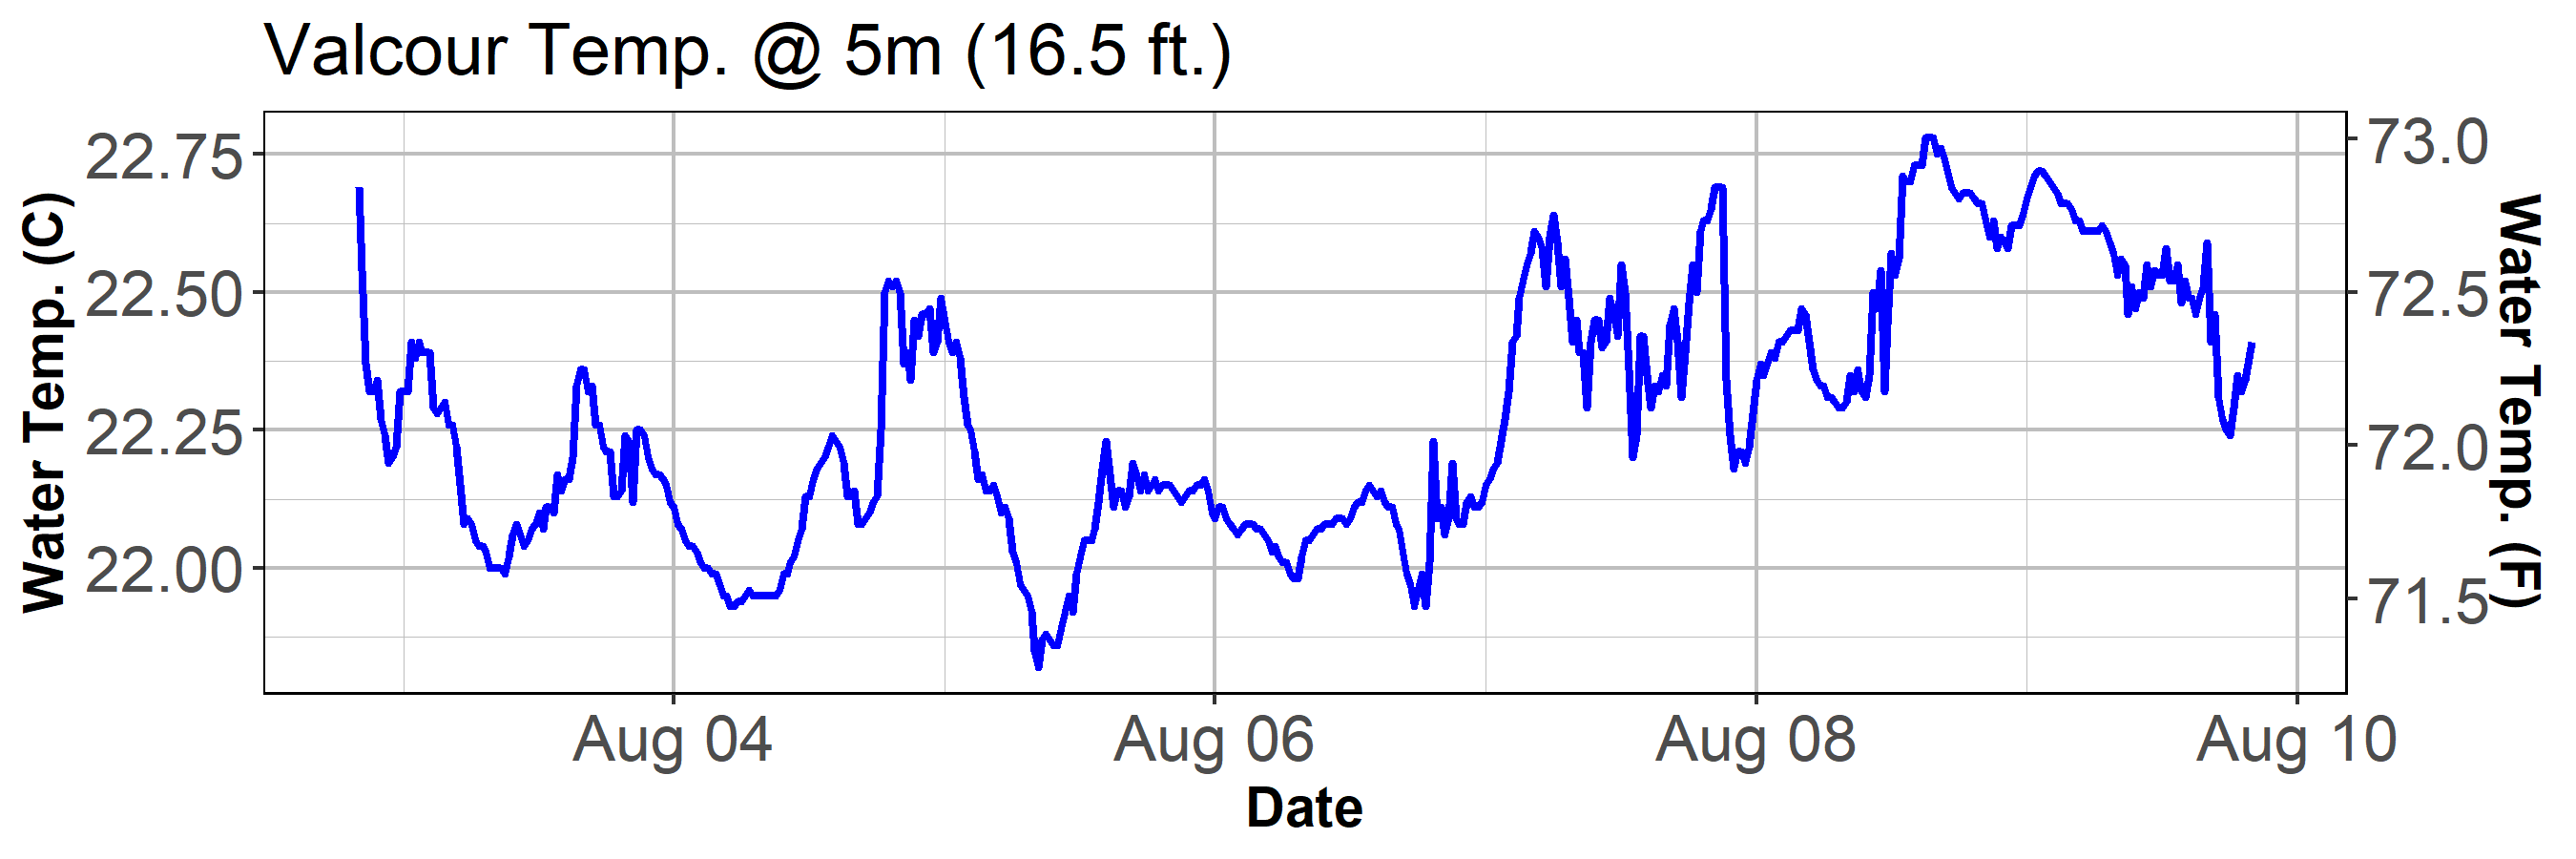 Valcour Temp. @ 5m (16.5 ft.)
Water Temp. (C)
22.75
22.50
22.25
22.00
73.0
72.5
72.0
71.5
Water Temp. (F)
Aug 04 Aug 06 Aug 08 Aug 10
Date